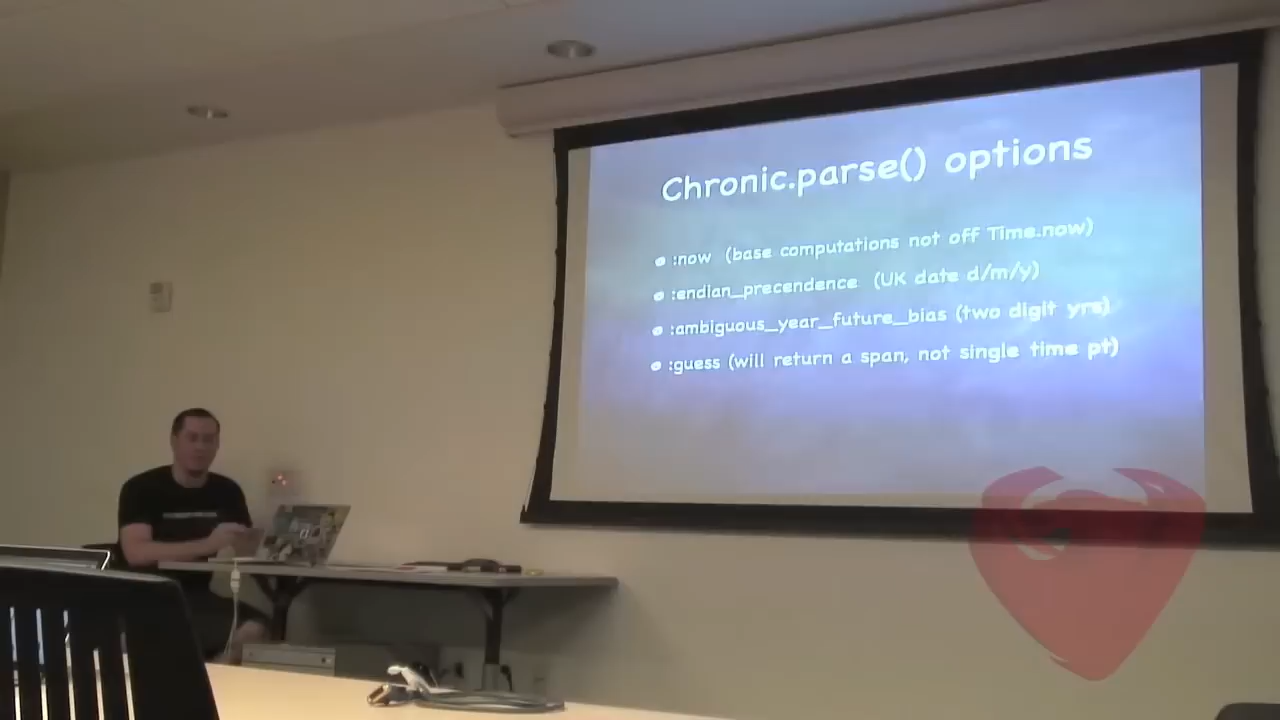 Chronic.parse() options
:now (base computations not off Time.now)
:endian_precendence (UK date d/m/y)
:ambiguous_year_future_bias (two digit yrs)
:guess (will return a span, not single time pt)